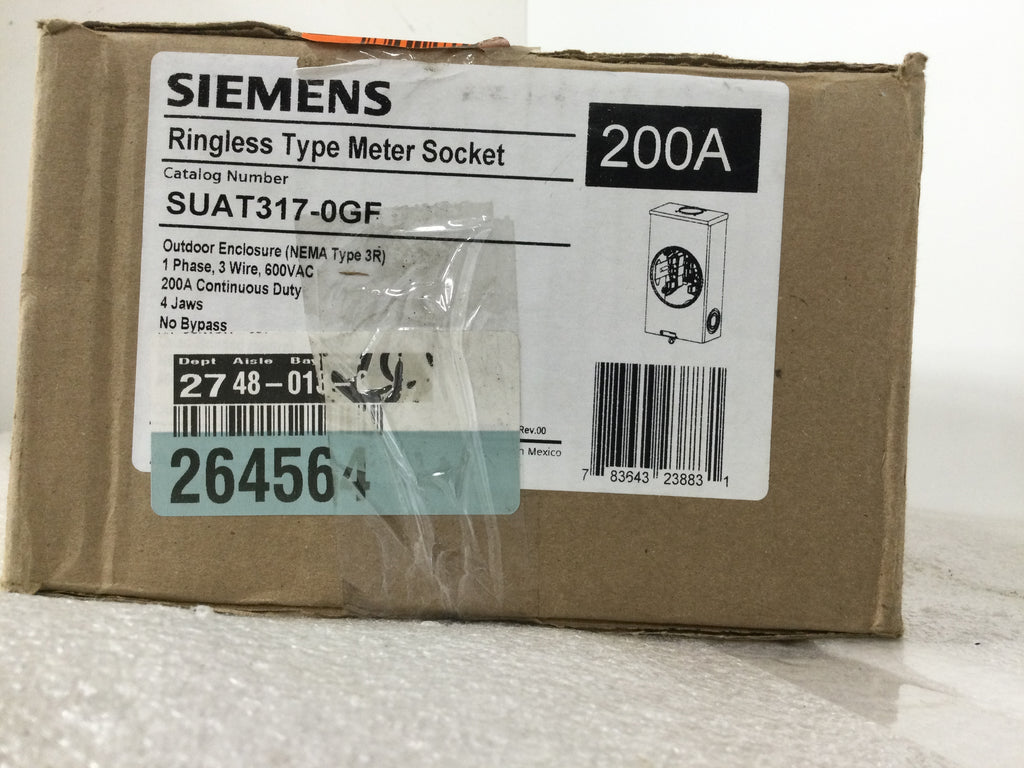 SIEMENS
Ringless Type Meter Socket
200A
Catalog Number
SUAT317-0GF
Outdoor Enclosure (NEMA Type 3R)
1 Phase, 3 Wire, 600VAC
200A Continuous Duty
4 Jaws
No Bypass
Dept Aisle Bay
27 48-01
264564
Rev.00
Mexico
7 83643 23883 1